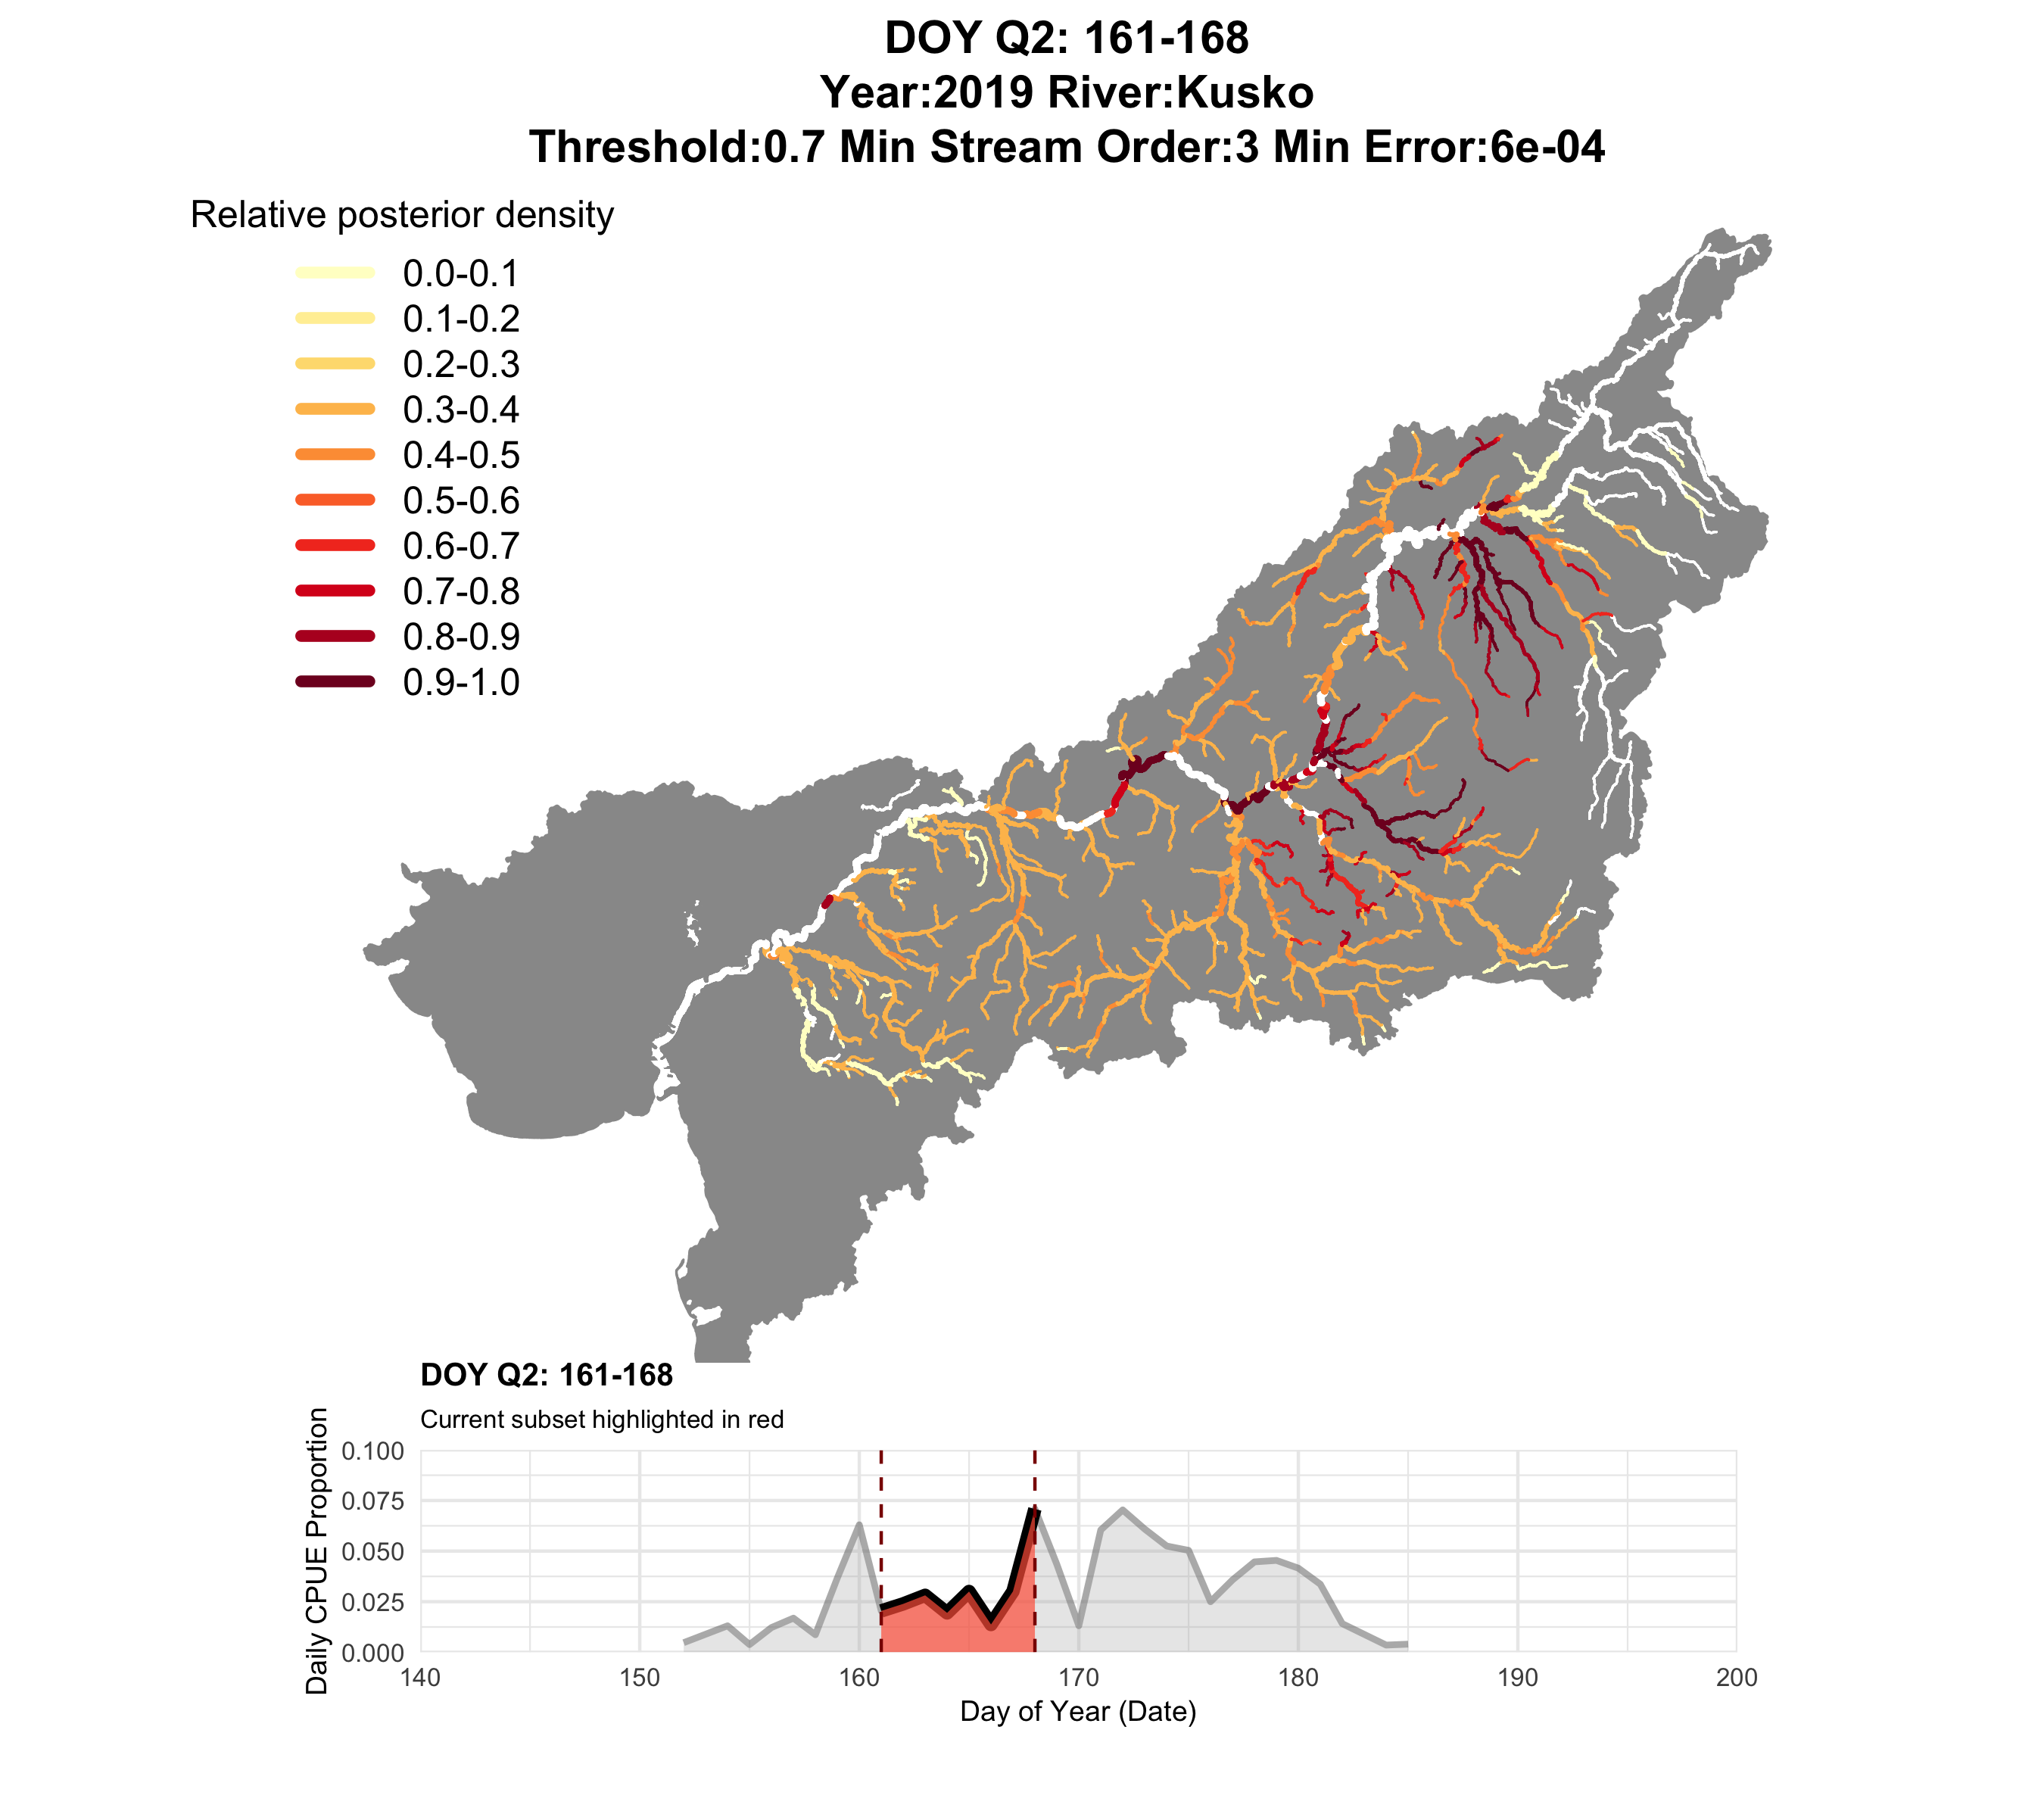 DOY Q2: 161-168
Year:2019 River:Kusko
Threshold:0.7 Min Stream Order:3 Min Error:6e-04
Relative posterior density
0.0-0.1
0.1-0.2
0.2-0.3
0.3-0.4
0.4-0.5
0.5-0.6
0.6-0.7
0.7-0.8
0.8-0.9
0.9-1.0
DOY Q2: 161-168
Current subset highlighted in red
Daily CPUE Proportion
0.100
0.075
0.050
0.025
0.000
140 150 160 170 180 190 200
Day of Year (Date)